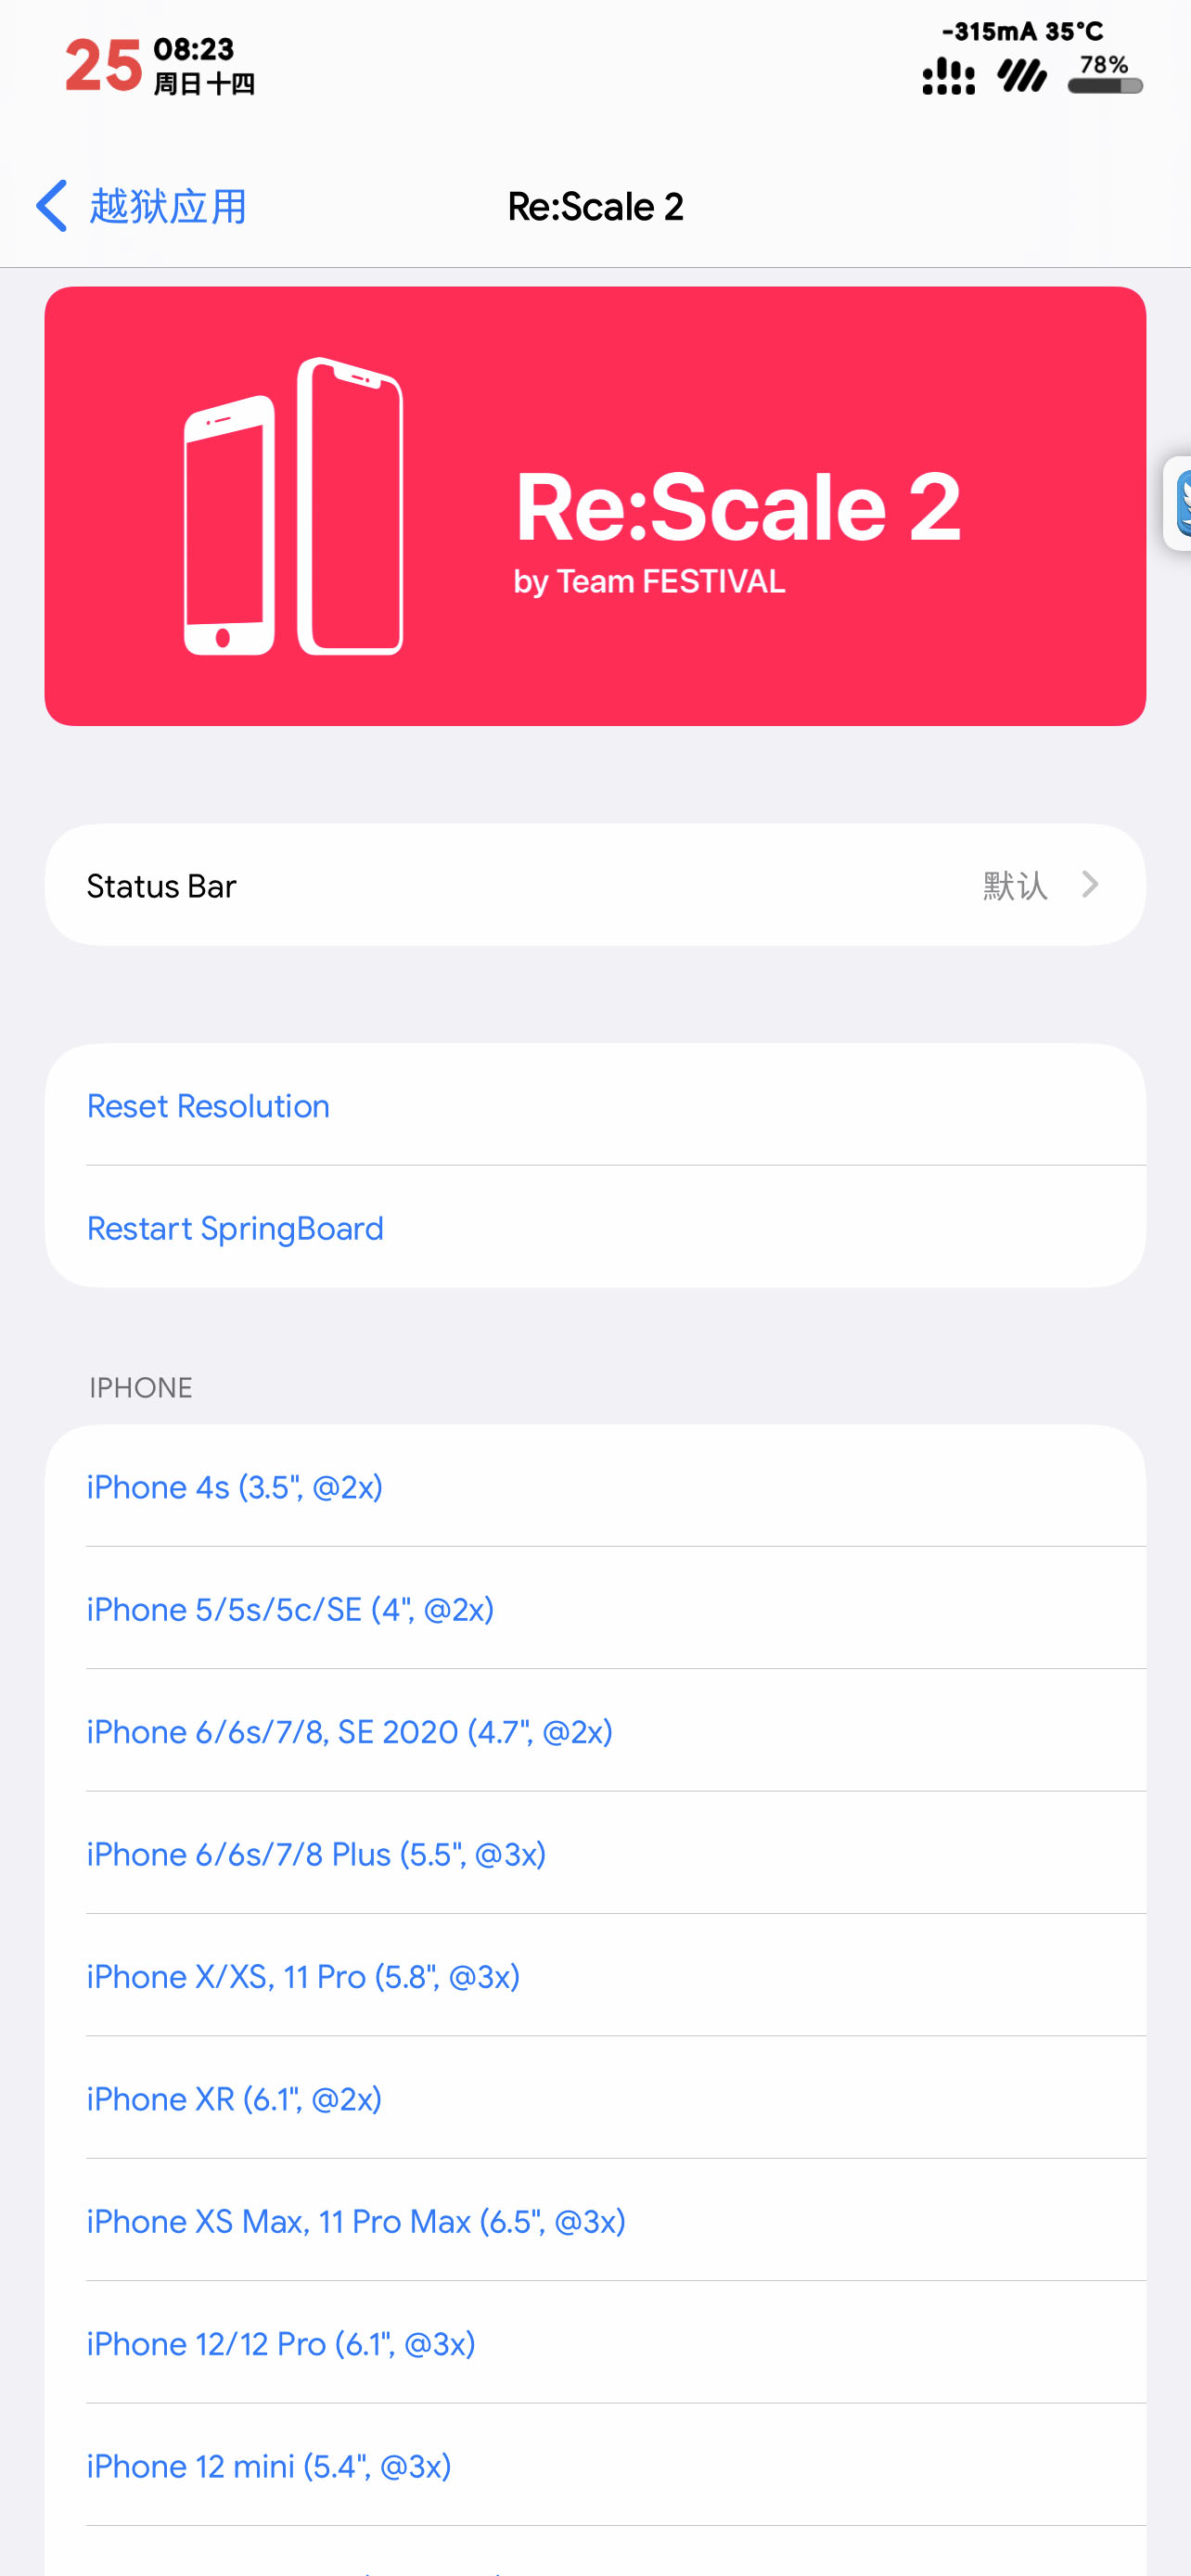 25
08:23
周日 十四
-315mA 35°C
78%
越狱应用
Re:Scale 2
Re:Scale 2
by Team FESTIVAL
Status Bar 默认
Reset Resolution
Restart SpringBoard
IPHONE
iPhone 4s (3.5", @2x)
iPhone 5/5s/5c/SE (4", @2x)
iPhone 6/6s/7/8, SE 2020 (4.7", @2x)
iPhone 6/6s/7/8 Plus (5.5", @3x)
iPhone X/XS, 11 Pro (5.8", @3x)
iPhone XR (6.1", @2x)
iPhone XS Max, 11 Pro Max (6.5", @3x)
iPhone 12/12 Pro (6.1", @3x)
iPhone 12 mini (5.4", @3x)